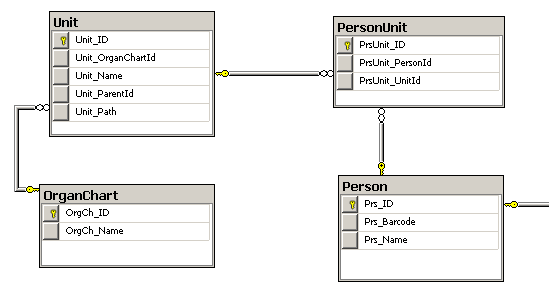 Unit
Unit_ID
Unit_OrganChartId
Unit_Name
Unit_ParentId
Unit_Path
PersonUnit
PrsUnit_ID
PrsUnit_PersonId
PrsUnit_UnitId
OrganChart
OrgCh_ID
OrgCh_Name
Person
Prs_ID
Prs_Barcode
Prs_Name